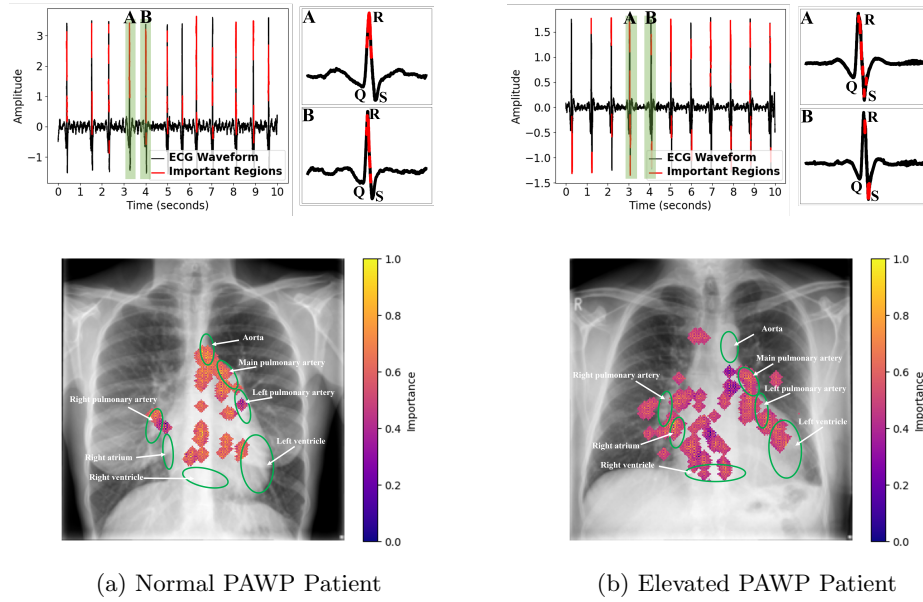 A B
3
2
1
0
−1
Amplitude
ECG Waveform
Important Regions
0 1 2 3 4 5 6 7 8 9 10
Time (seconds)
A
R
Q
S
B
R
Q
S
A B
1.5
1.0
0.5
0.0
−0.5
−1.0
−1.5
Amplitude
ECG Waveform
Important Regions
0 1 2 3 4 5 6 7 8 9 10
Time (seconds)
A
R
Q
S
B
R
Q
S
Aorta
Main pulmonary artery
Left pulmonary artery
Right pulmonary artery
Left ventricle
Right atrium
Right ventricle
1.0
0.8
0.6
0.4
0.2
0.0
Importance
R
Aorta
Main pulmonary artery
Right pulmonary artery
Left pulmonary artery
Left ventricle
Right atrium
Right ventricle
1.0
0.8
0.6
0.4
0.2
0.0
Importance
(a) Normal PAWP Patient
(b) Elevated PAWP Patient